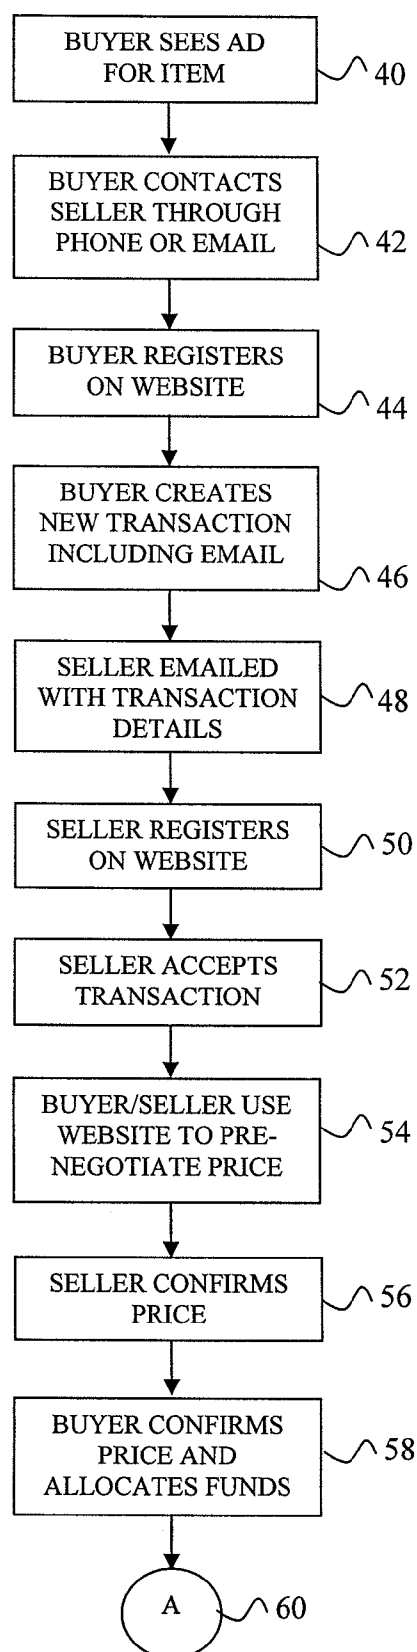 BUYER SEES AD
FOR ITEM
40
BUYER CONTACTS
SELLER THROUGH
PHONE OR EMAIL
42
BUYER REGISTERS
ON WEBSITE
44
BUYER CREATES
NEW TRANSACTION
INCLUDING EMAIL
46
SELLER EMAILED
WITH TRANSACTION
DETAILS
48
SELLER REGISTERS
ON WEBSITE
50
SELLER ACCEPTS
TRANSACTION
52
BUYER/SELLER USE
WEBSITE TO PRE-
NEGOTIATE PRICE
54
SELLER CONFIRMS
PRICE
56
BUYER CONFIRMS
PRICE AND
ALLOCATES FUNDS
58
A
60